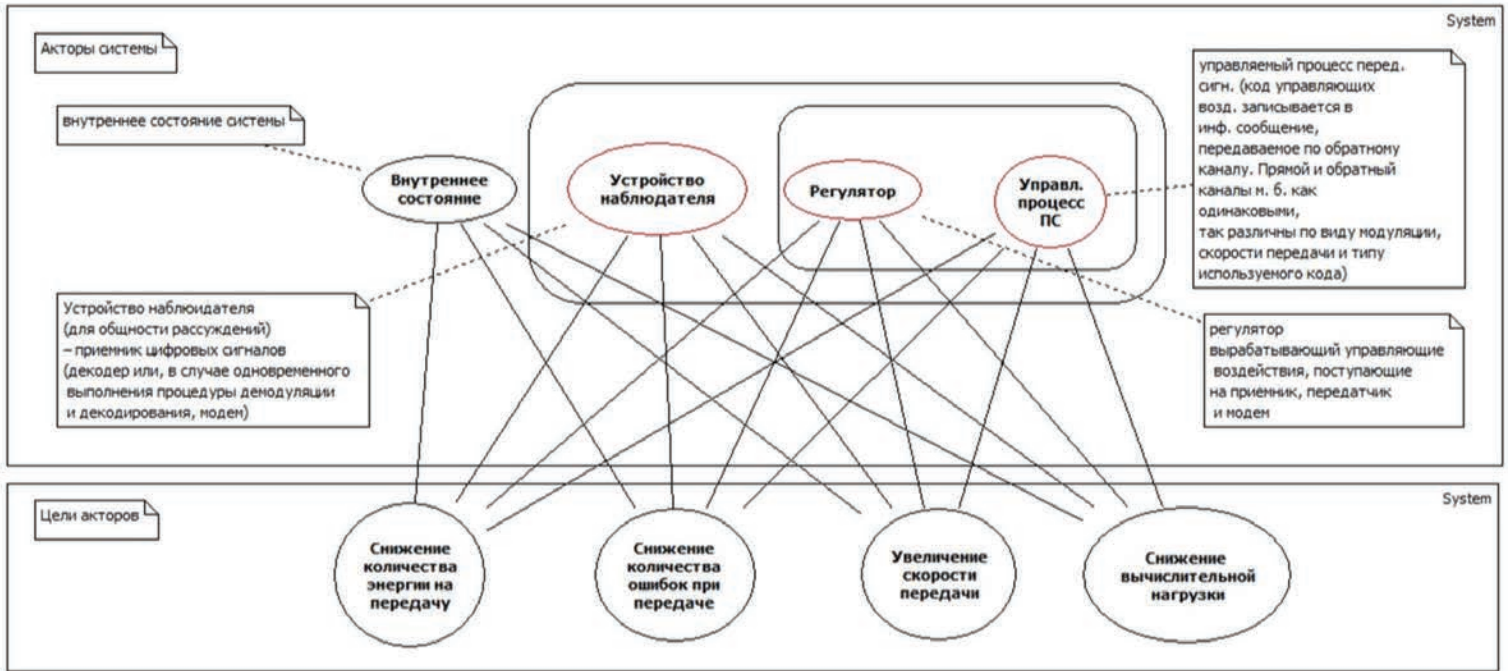 System
Акторы системы
внутреннее состояние системы
управляемый процесс перед.
сигн. (код управляющих
возд. записывается в
инф. сообщение,
передаваемое по обратному
каналу. Прямой и обратный
каналы м. б. как
одинаковыми,
так различны по виду модуляции,
скорости передачи и типу
используемого кода)
Внутреннее
состояние
Устройство
наблюдателя
Регулятор
Управл.
процесс
ПС
Устройство наблюидателя
(для общности рассуждений)
– приемник цифровых сигналов
(декодер или, в случае одновременного
выполнения процедуры демодуляции
и декодирования, модем)
регулятор
вырабатывающий управляющие
воздействия, поступающие
на приемник, передатчик
и модем
System
Цели акторов
Снижение
количества
энергии на
передачу
Снижение
количества
ошибок при
передаче
Увеличение
скорости
передачи
Снижение
вычислительной
нагрузки